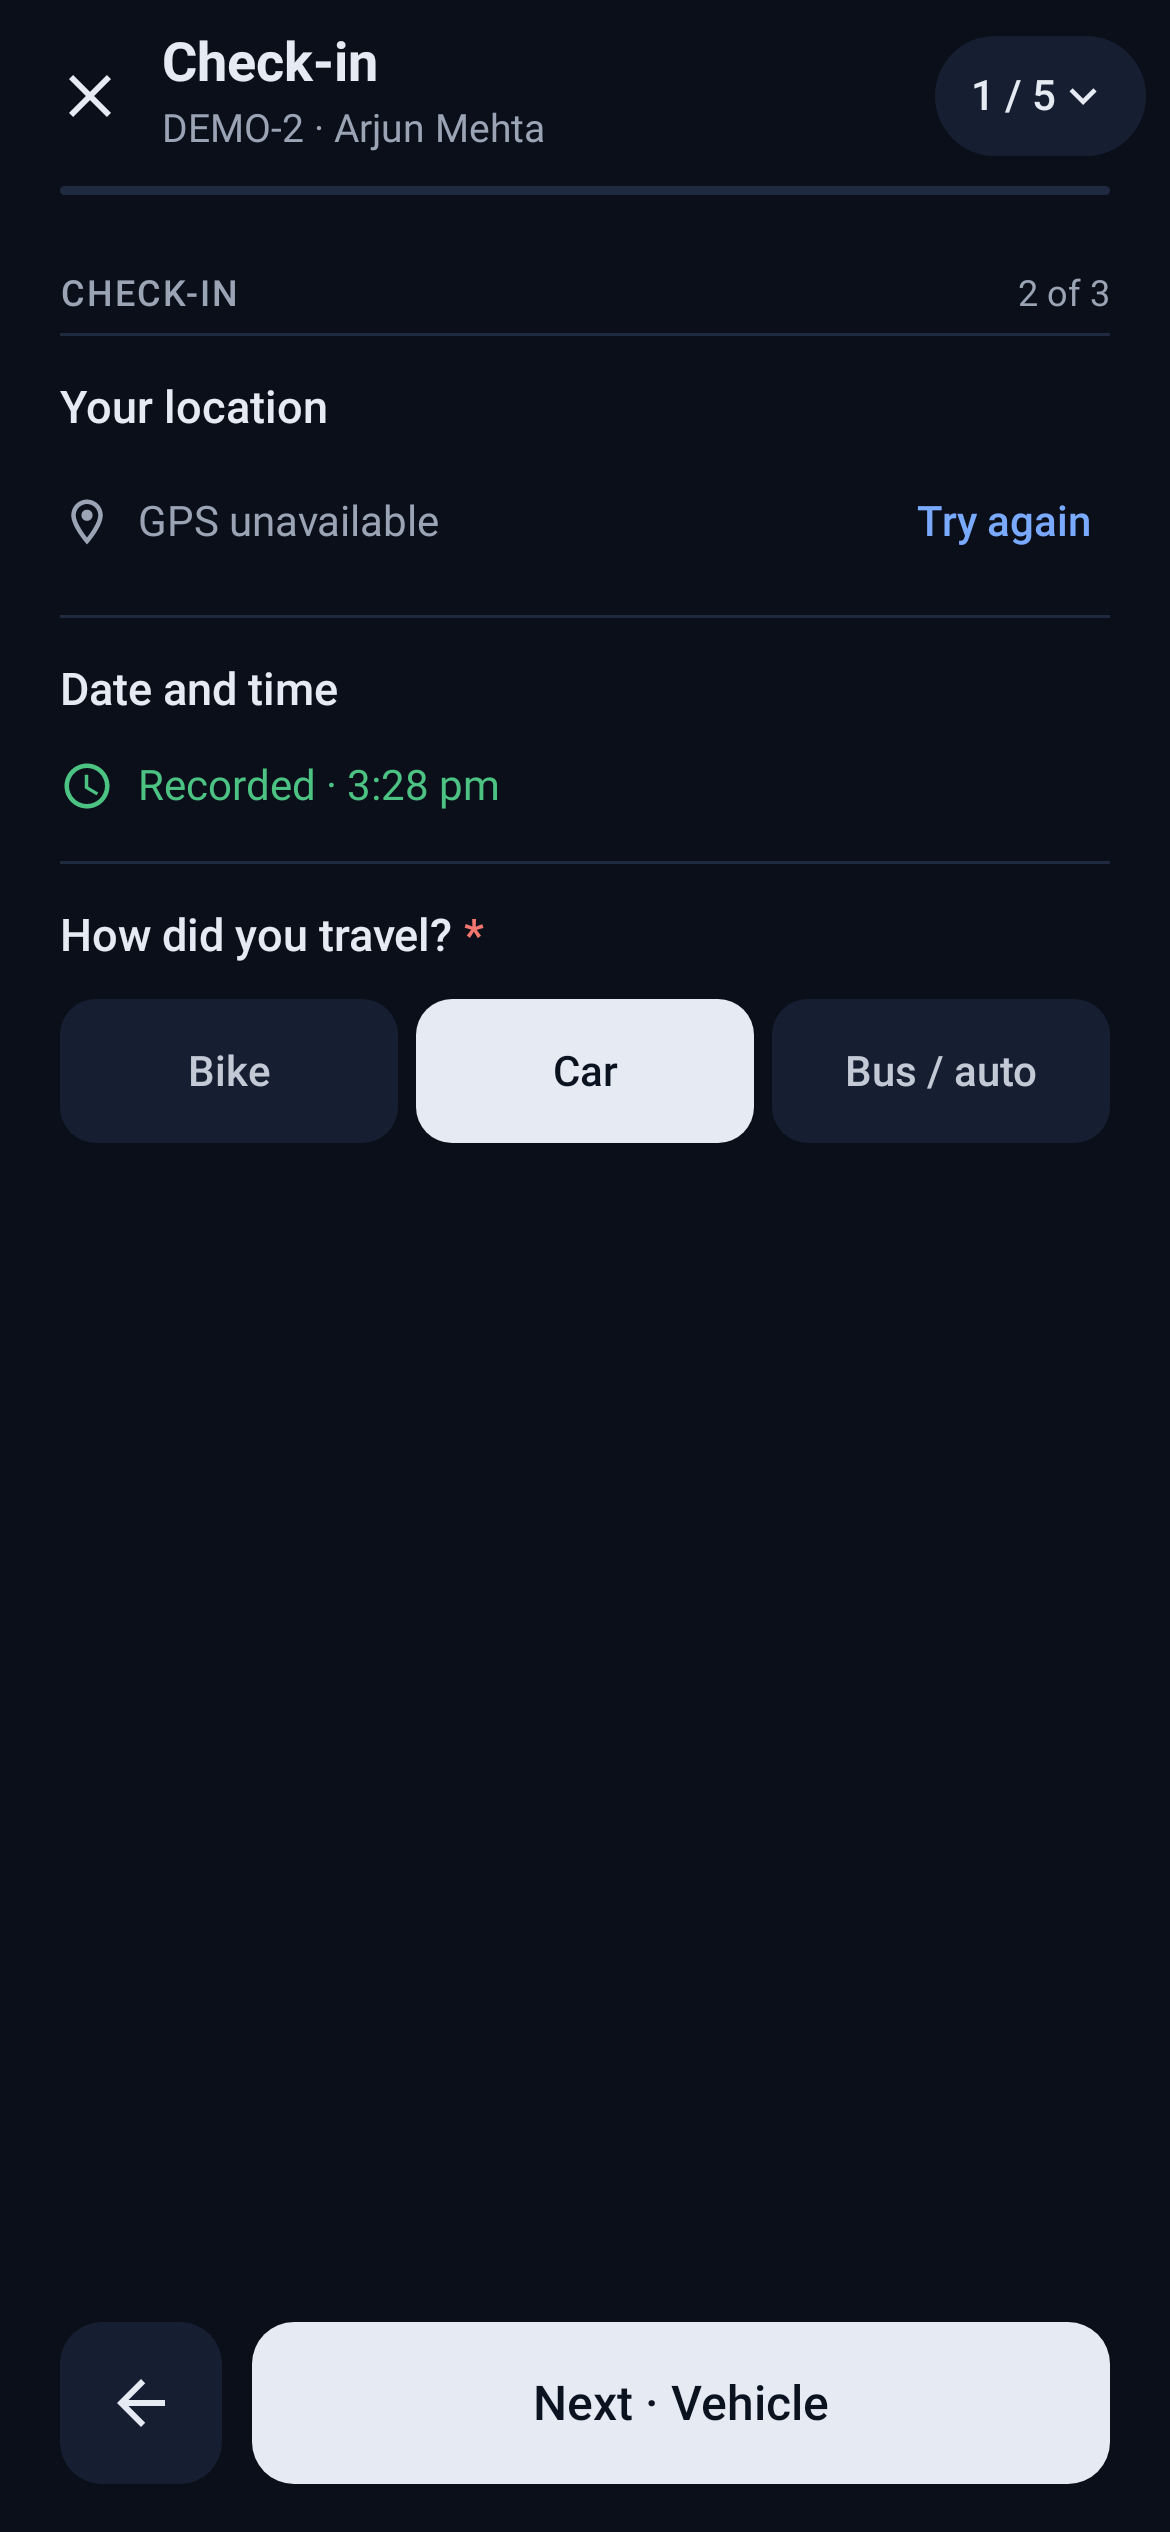 Check-in
DEMO-2 · Arjun Mehta
1 / 5
CHECK-IN
2 of 3
Your location
GPS unavailable
Try again
Date and time
Recorded · 3:28 pm
How did you travel? *
Bike
Car
Bus / auto
Next · Vehicle